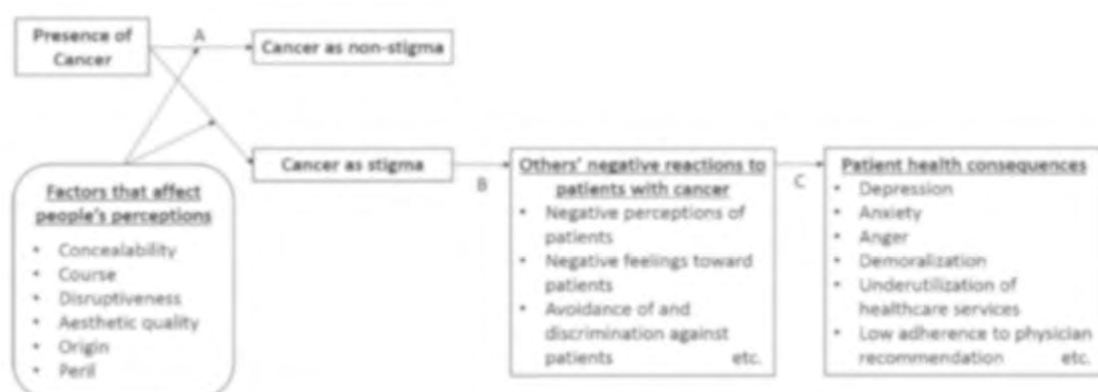 Presence of
Cancer
A
Cancer as non-stigma
Cancer as stigma
B
Factors that affect
people's perceptions
• Concealability
• Course
• Disruptiveness
• Aesthetic quality
• Origin
• Peril
Others' negative reactions to
patients with cancer
• Negative perceptions of
patients
• Negative feelings toward
patients
• Avoidance of and
discrimination against
patients etc.
C
Patient health consequences
• Depression
• Anxiety
• Anger
• Demoralization
• Underutilization of
healthcare services
• Low adherence to physician
recommendation etc.